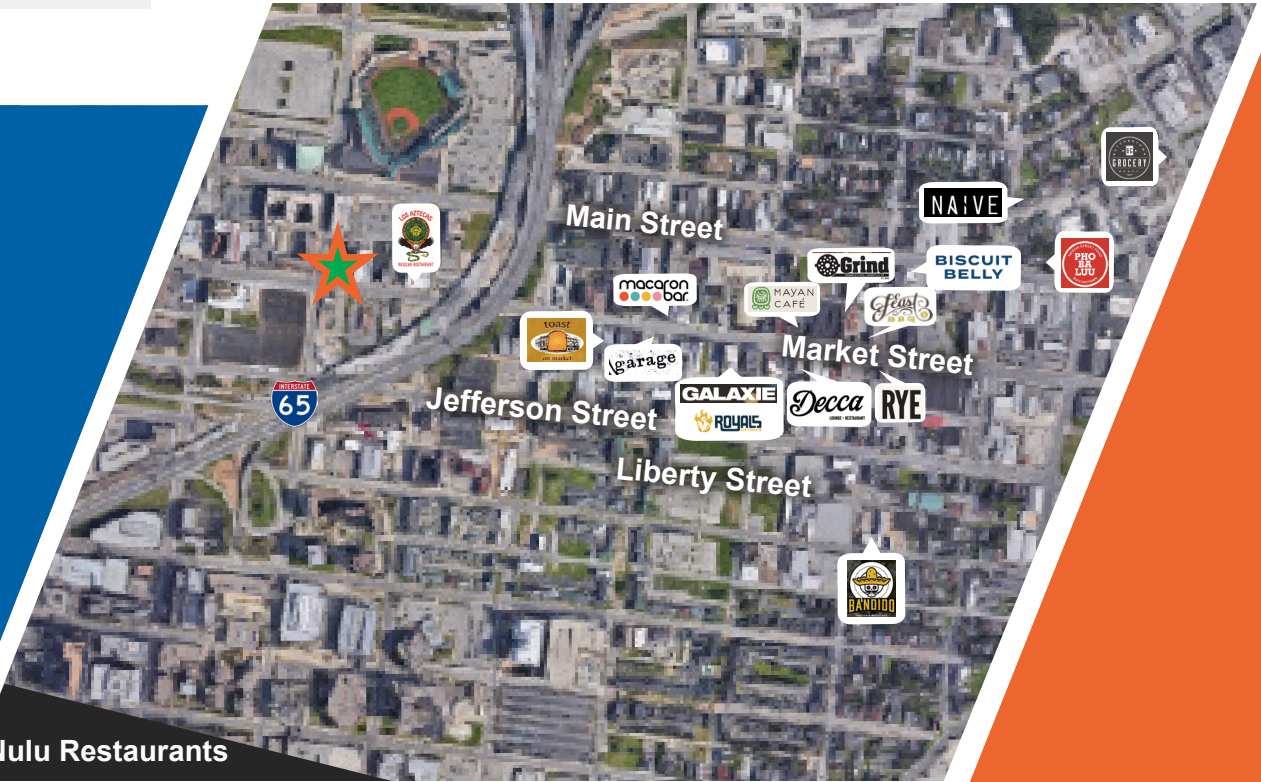 GROCERY
NAIVE
LOS AZTECAS
MEXICAN RESTAURANT
Main Street
Grind
BISCUIT
BELLY
PHO
BA
LUU
macaron
bar
MAYAN
CAFÉ
feast
BBQ
toast
on market
garage
Market Street
INTERSTATE
65
Jefferson Street
GALAXIE
ROYALS
Decca
LOUNGE • RESTAURANT
RYE
Liberty Street
BANDIDO
Nulu Restaurants